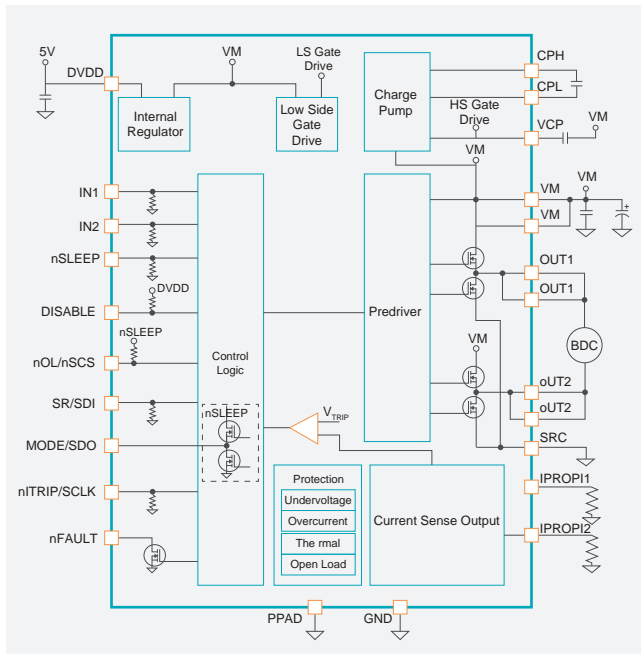 5V
DVDD
VM
LS Gate
Drive
Internal
Regulator
Low Side
Gate
Drive
Charge
Pump
CPH
CPL
HS Gate
Drive
VCP
VM
VM
IN1
IN2
nSLEEP
DVDD
DISABLE
nSLEEP
nOL/nSCS
SR/SDI
MODE/SDO
nITRIP/SCLK
nFAULT
Control
Logic
nSLEEP
VTRIP
Predriver
VM
VM
VM
VM
OUT1
OUT1
BDC
oUT2
oUT2
SRC
IPROPI1
IPROPI2
Protection
Undervoltage
Overcurrent
The rmal
Open Load
Current Sense Output
PPAD
GND